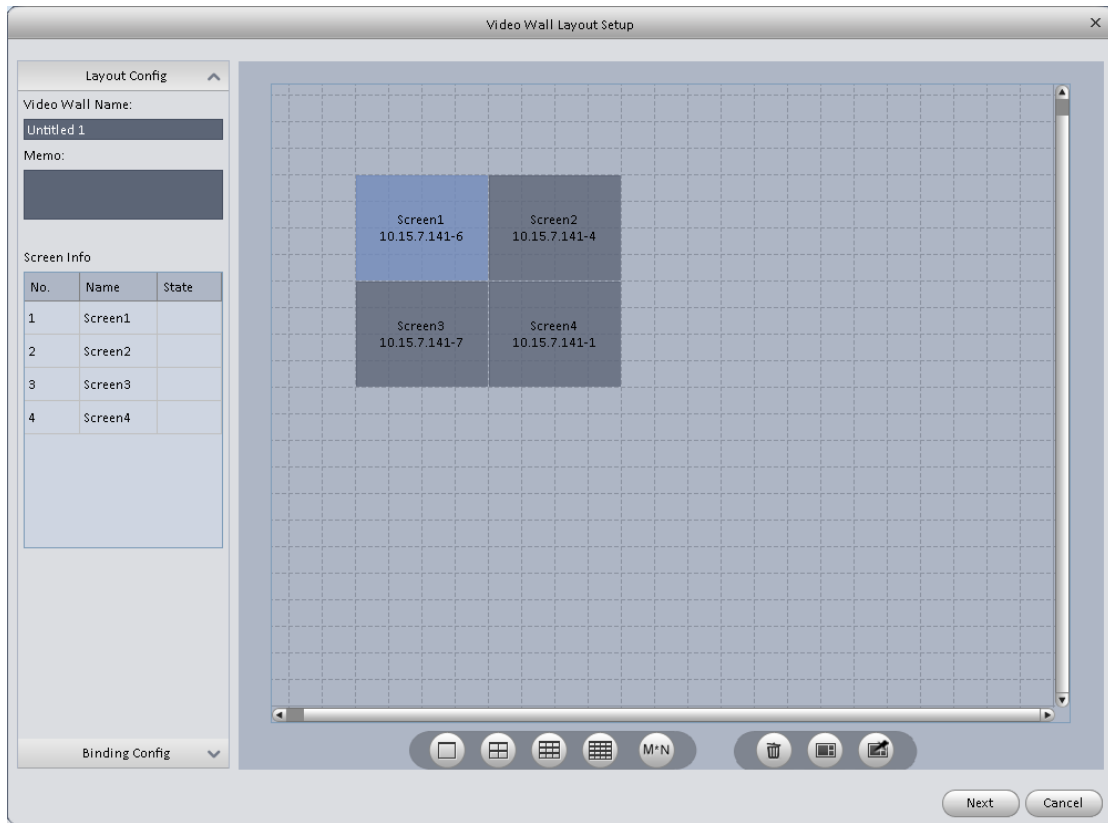 Video Wall Layout Setup
Layout Config
Video Wall Name:
Untitled 1
Memo:
Screen Info
No. Name State
1 Screen1
2 Screen2
3 Screen3
4 Screen4
Binding Config
Screen1
10.15.7.141-6
Screen2
10.15.7.141-4
Screen3
10.15.7.141-7
Screen4
10.15.7.141-1
M*N
Next
Cancel